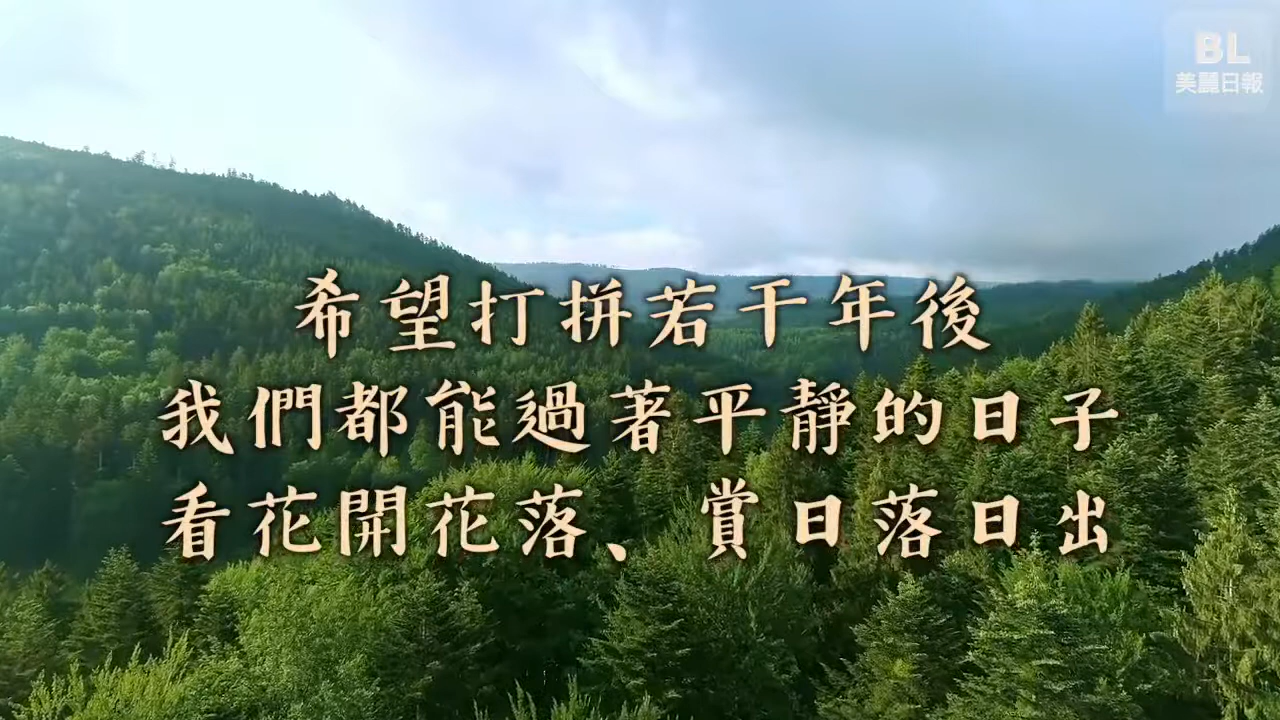 BL
美麗日報
希望打拼若干年後
我們都能過著平靜的日子
看花開花落、賞日落日出